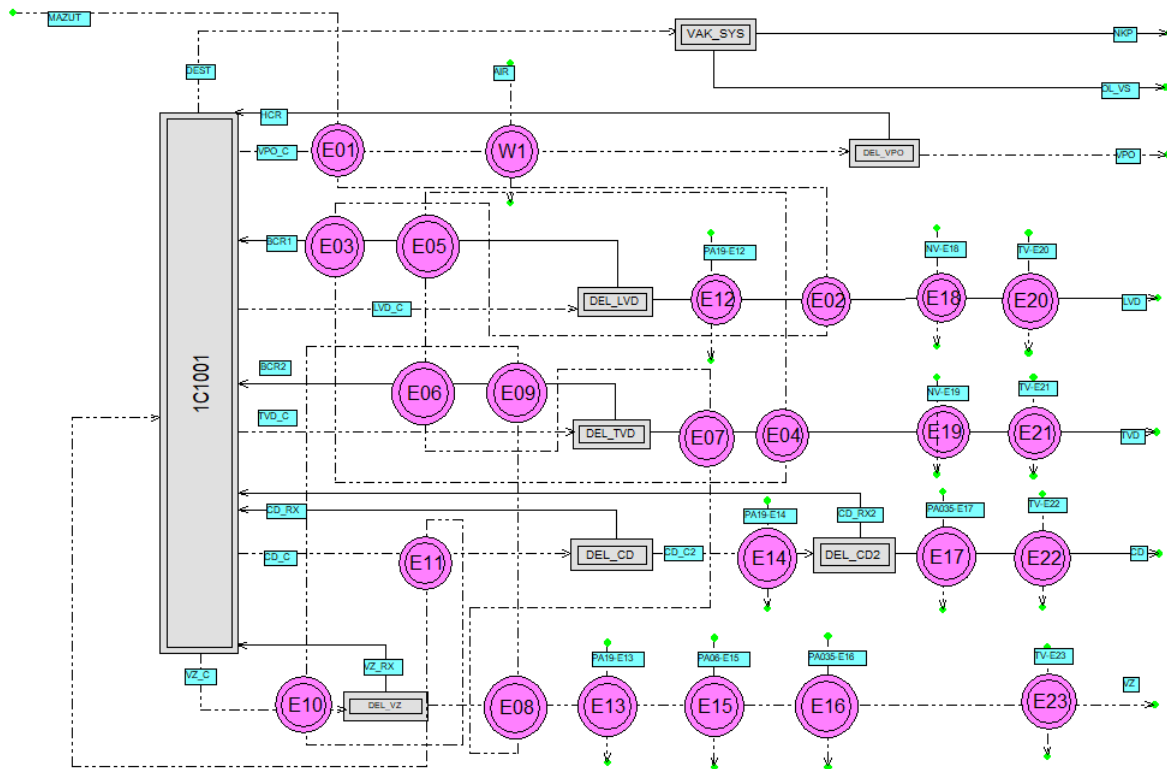 MAZUT
VAK_SYS
NKP
DEST
AIR
OL_VS
HCR
VPO_C
E01
W1
DEL_VPO
VPO
BCR1
E03
E05
PA19-E12
NV-E18
TV-E20
LVD_C
DEL_LVD
E12
E02
E18
E20
LVD
1C1001
BCR2
E06
E09
NV-E19
TV-E21
TVD_C
DEL_TVD
E07
E04
E19
E21
TVD
CD_RX
CD_RX2
PA19-E14
PA035-E17
TV-E22
CD_C
E11
DEL_CD
CD_C2
E14
DEL_CD2
E17
E22
CD
VZ_C
VZ_RX
PA19-E13
PA06-E15
PA035-E16
TV-E23
VZ
E10
DEL_VZ
E08
E13
E15
E16
E23